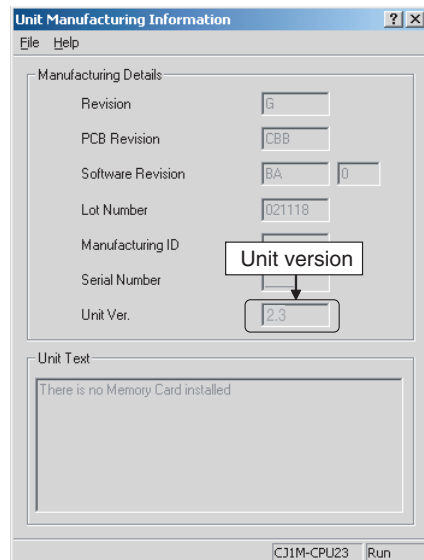 Unit Manufacturing Information
File Help
Manufacturing Details
Revision G
PCB Revision CBB
Software Revision BA 0
Lot Number 021118
Manufacturing ID
Unit version
Serial Number
Unit Ver. 2.3
Unit Text
There is no Memory Card installed
CJ1M-CPU23 Run